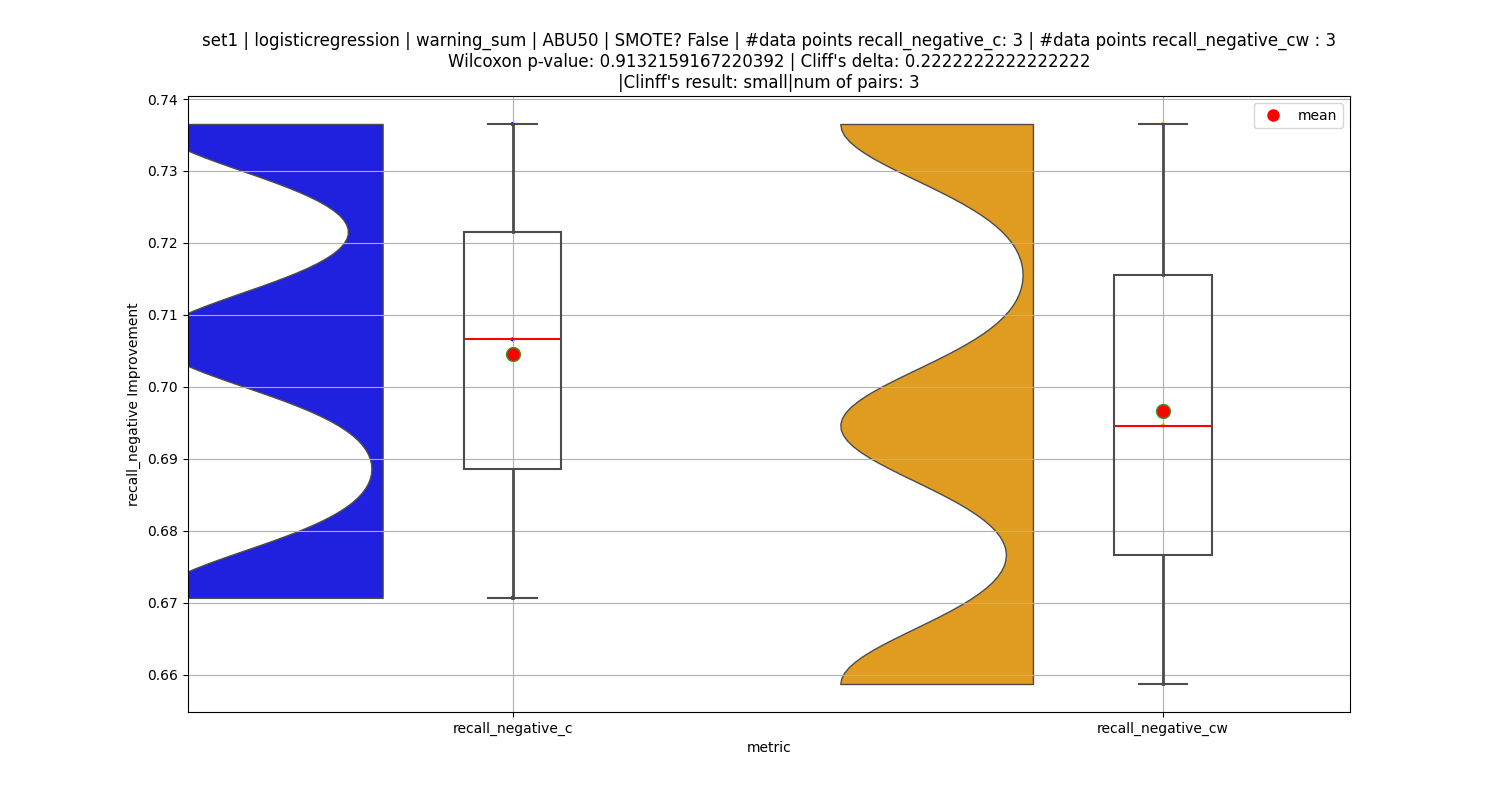 set1 | logisticregression | warning_sum | ABU50 | SMOTE? False | #data points recall_negative_c: 3 | #data points recall_negative_cw : 3
Wilcoxon p-value: 0.9132159167220392 | Cliff's delta: 0.2222222222222222
|Clinff's result: small|num of pairs: 3
mean
0.74
0.73
0.72
0.71
0.70
0.69
0.68
0.67
0.66
recall_negative Improvement
recall_negative_c
recall_negative_cw
metric